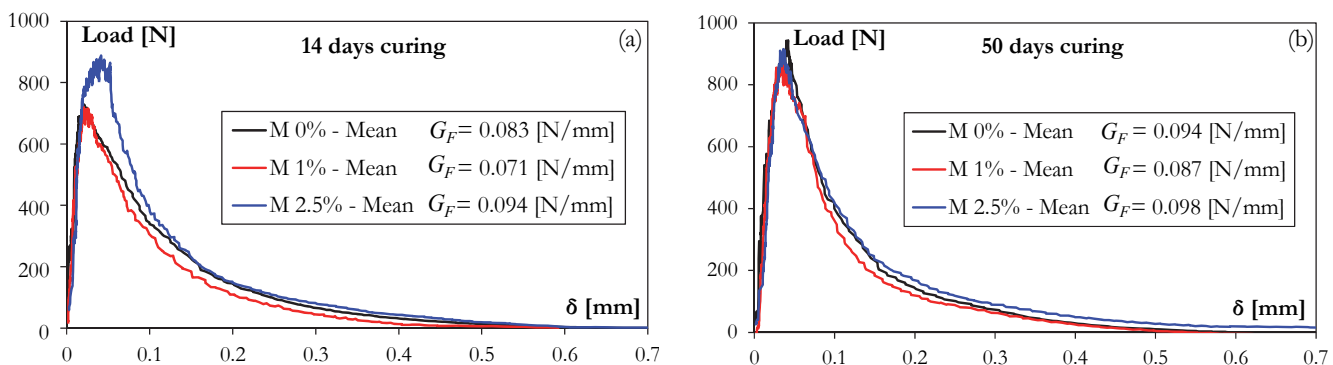 1000
800
600
400
200
0
Load [N]
14 days curing
(a)
M 0% - Mean G_F = 0.083 [N/mm]
M 1% - Mean G_F = 0.071 [N/mm]
M 2.5% - Mean G_F = 0.094 [N/mm]
δ [mm]
0 0.1 0.2 0.3 0.4 0.5 0.6 0.7
1000
800
600
400
200
0
Load [N]
50 days curing
(b)
M 0% - Mean G_F = 0.094 [N/mm]
M 1% - Mean G_F = 0.087 [N/mm]
M 2.5% - Mean G_F = 0.098 [N/mm]
δ [mm]
0 0.1 0.2 0.3 0.4 0.5 0.6 0.7